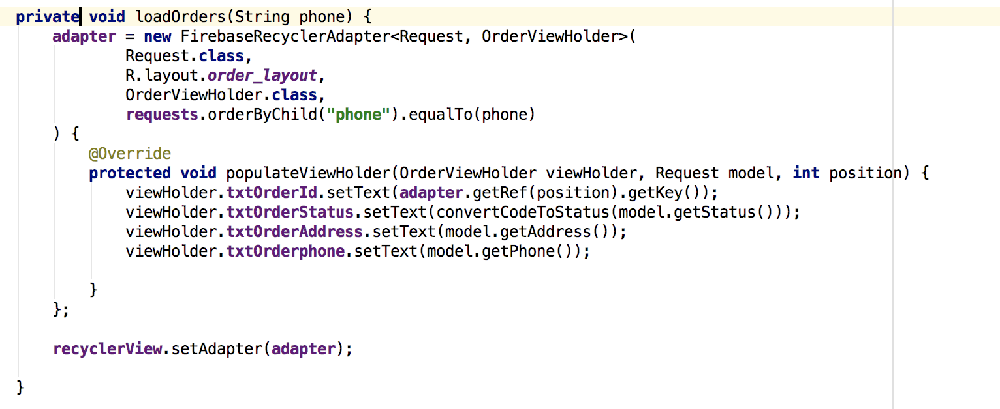 private void loadOrders(String phone) {
    adapter = new FirebaseRecyclerAdapter<Request, OrderViewHolder>(
            Request.class,
            R.layout.order_layout,
            OrderViewHolder.class,
            requests.orderByChild("phone").equalTo(phone)
    ) {
        @Override
        protected void populateViewHolder(OrderViewHolder viewHolder, Request model, int position) {
            viewHolder.txtOrderId.setText(adapter.getRef(position).getKey());
            viewHolder.txtOrderStatus.setText(convertCodeToStatus(model.getStatus()));
            viewHolder.txtOrderAddress.setText(model.getAddress());
            viewHolder.txtOrderphone.setText(model.getPhone());
        }
    };
    recyclerView.setAdapter(adapter);
}